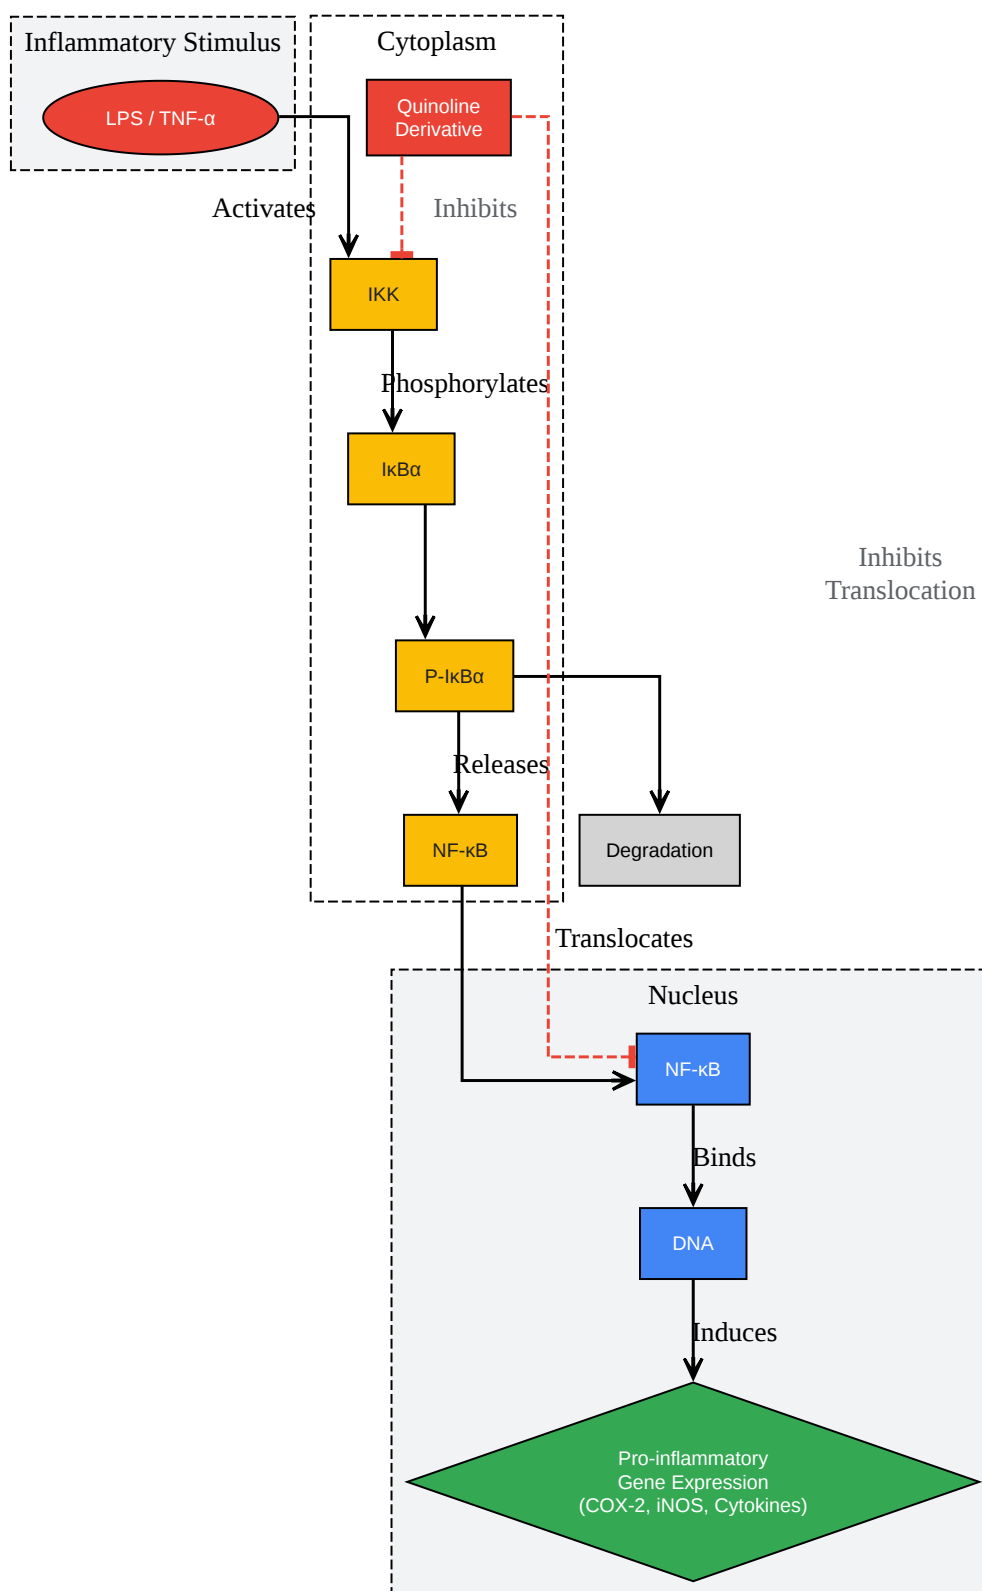 Inflammatory Stimulus
Cytoplasm
LPS / TNF-α
Quinoline
Derivative
Activates
Inhibits
IKK
Phosphorylates
IκBα
Inhibits
Translocation
P-IκBα
Releases
NF-κB
Degradation
Translocates
Nucleus
NF-κB
Binds
DNA
Induces
Pro-inflammatory
Gene Expression
(COX-2, iNOS, Cytokines)